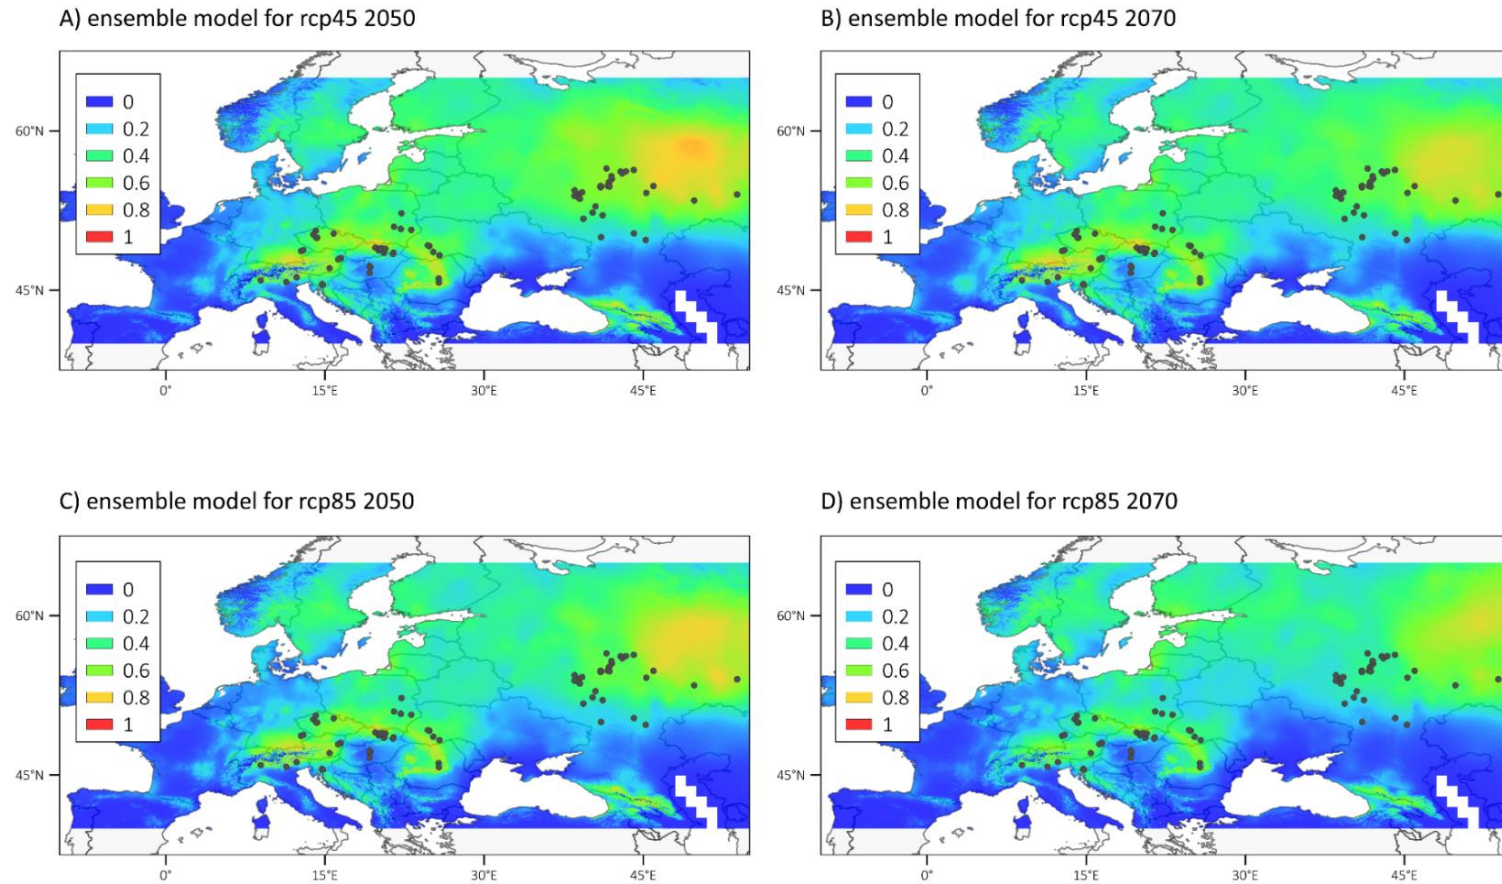 A) ensemble model for rcp45 2050
0
0.2
0.4
0.6
0.8
1
60°N
45°N
0°
15°E
30°E
45°E
B) ensemble model for rcp45 2070
0
0.2
0.4
0.6
0.8
1
60°N
45°N
0°
15°E
30°E
45°E
C) ensemble model for rcp85 2050
0
0.2
0.4
0.6
0.8
1
60°N
45°N
0°
15°E
30°E
45°E
D) ensemble model for rcp85 2070
0
0.2
0.4
0.6
0.8
1
60°N
45°N
0°
15°E
30°E
45°E